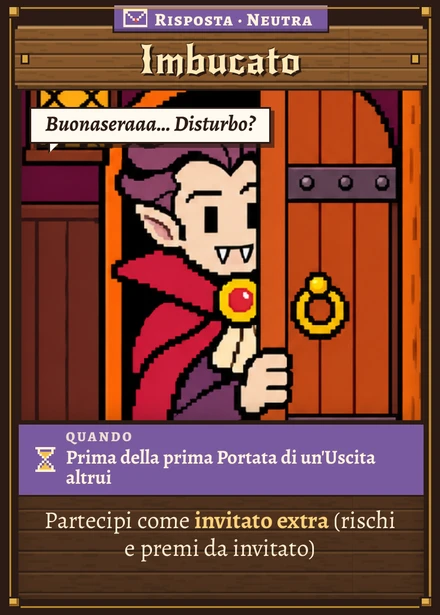 Risposta · Neutra
Imbucato
Buonaseraaa... Disturbo?
QUANDO
Prima della prima Portata di un'Uscita
altrui
Partecipi come invitato extra (rischi
e premi da invitato)